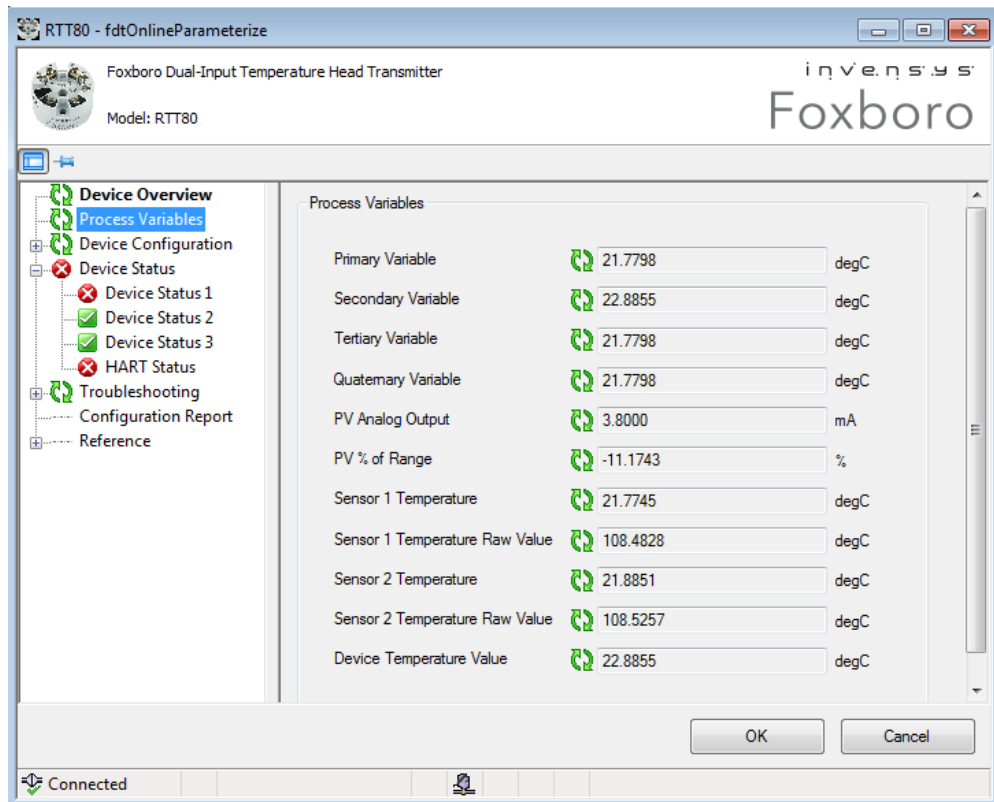 RTT80 - fdtOnlineParameterize
Foxboro Dual-Input Temperature Head Transmitter
Model: RTT80
invensys
Foxboro
Device Overview
Process Variables
Device Configuration
Device Status
Device Status 1
Device Status 2
Device Status 3
HART Status
Troubleshooting
Configuration Report
Reference
Process Variables
Primary Variable 21.7798 degC
Secondary Variable 22.8855 degC
Tertiary Variable 21.7798 degC
Quaternary Variable 21.7798 degC
PV Analog Output 3.8000 mA
PV % of Range -11.1743 %
Sensor 1 Temperature 21.7745 degC
Sensor 1 Temperature Raw Value 108.4828 degC
Sensor 2 Temperature 21.8851 degC
Sensor 2 Temperature Raw Value 108.5257 degC
Device Temperature Value 22.8855 degC
OK Cancel
Connected